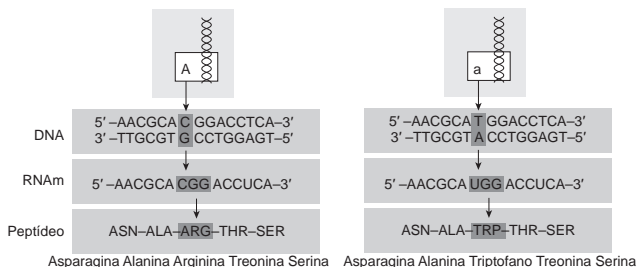 A
a
DNA
5′ –AACGCA C GGACCTCA–3′
3′ –TTGCGT G CCTGGAGT–5′
5′ –AACGCA T GGACCTCA–3′
3′ –TTGCGT A CCTGGAGT–5′
RNAm
5′ –AACGCA CGG ACCUCA–3′
5′ –AACGCA UGG ACCUCA–3′
Peptídeo
ASN–ALA–ARG–THR–SER
ASN–ALA–TRP–THR–SER
Asparagina Alanina Arginina Treonina Serina
Asparagina Alanina Triptofano Treonina Serina